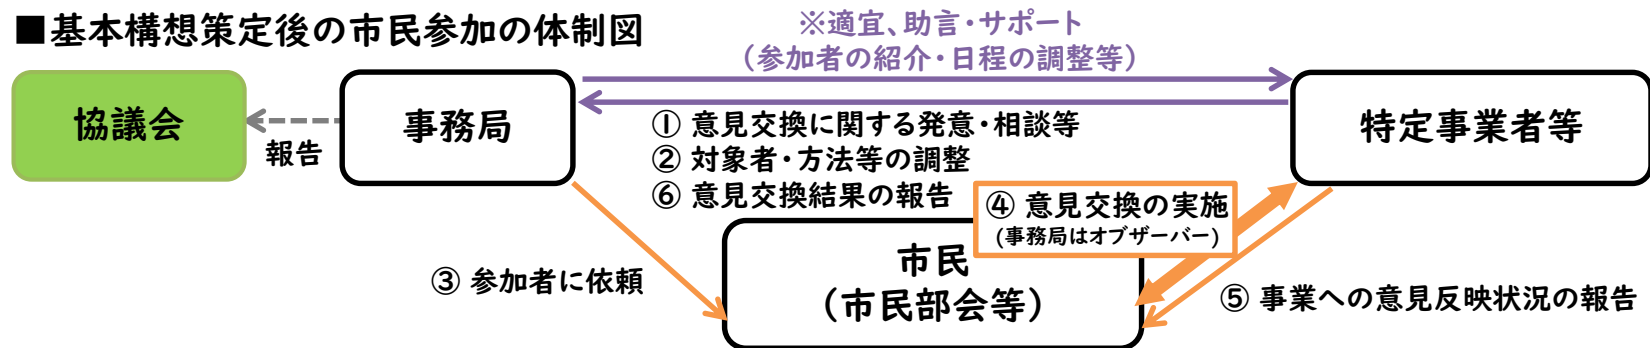 ■基本構想策定後の市民参加の体制図
※適宜、助言・サポート
（参加者の紹介・日程の調整等）
協議会
報告
事務局
特定事業者等
① 意見交換に関する発意・相談等
② 対象者・方法等の調整
⑥ 意見交換結果の報告
④ 意見交換の実施
(事務局はオブザーバー)
③ 参加者に依頼
市民
（市民部会等）
⑤ 事業への意見反映状況の報告